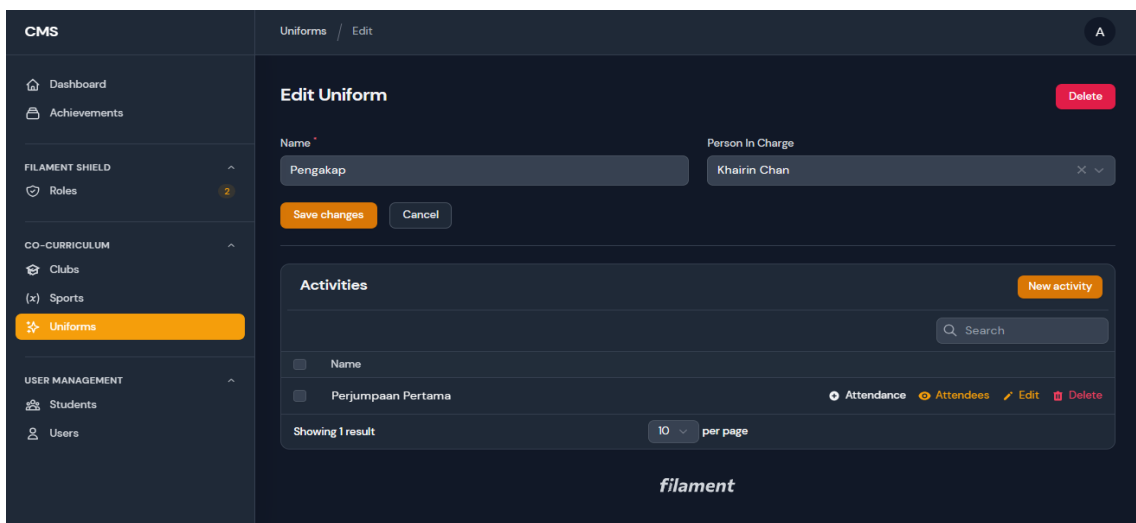 CMS
Uniforms / Edit
A
Dashboard
Achievements
FILAMENT SHIELD
Roles 2
CO-CURRICULUM
Clubs
(x) Sports
Uniforms
USER MANAGEMENT
Students
Users
Edit Uniform
Delete
Name *
Pengakap
Person In Charge
Khairin Chan
Save changes Cancel
Activities
New activity
Search
Name
Perjumpaan Pertama Attendance Attendees Edit Delete
Showing 1 result 10 per page
filament